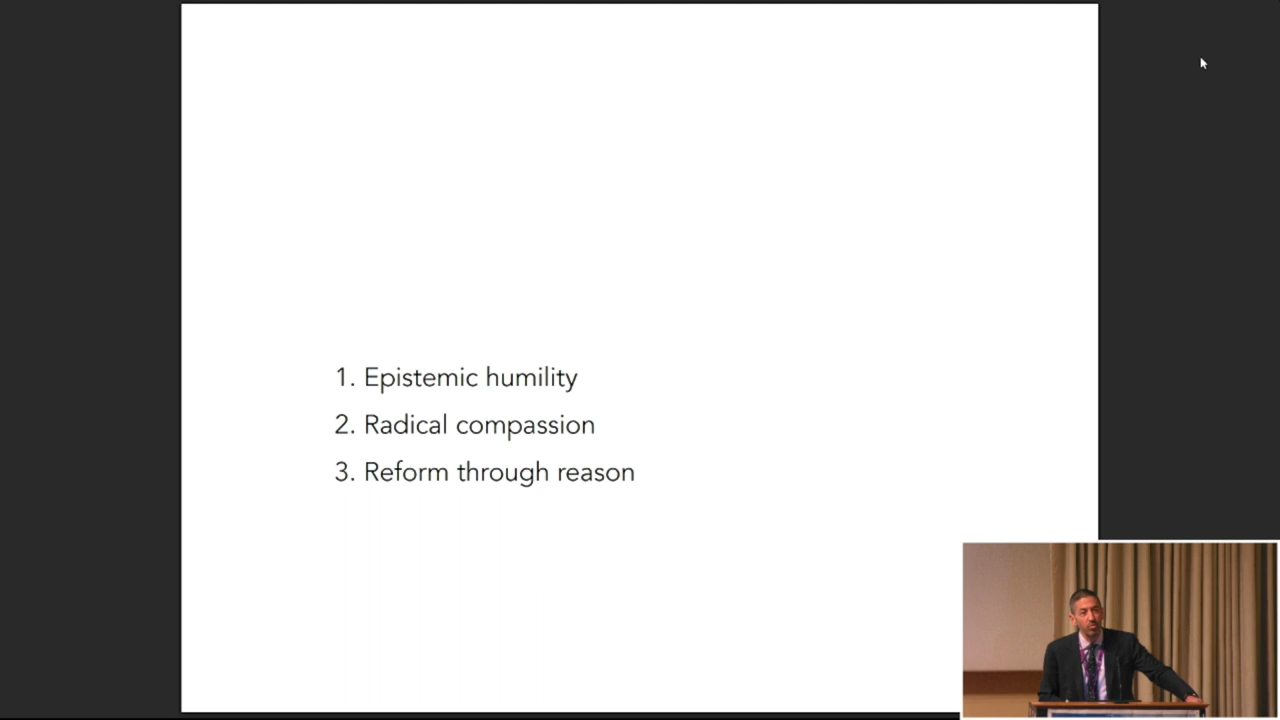 1. Epistemic humility
2. Radical compassion
3. Reform through reason